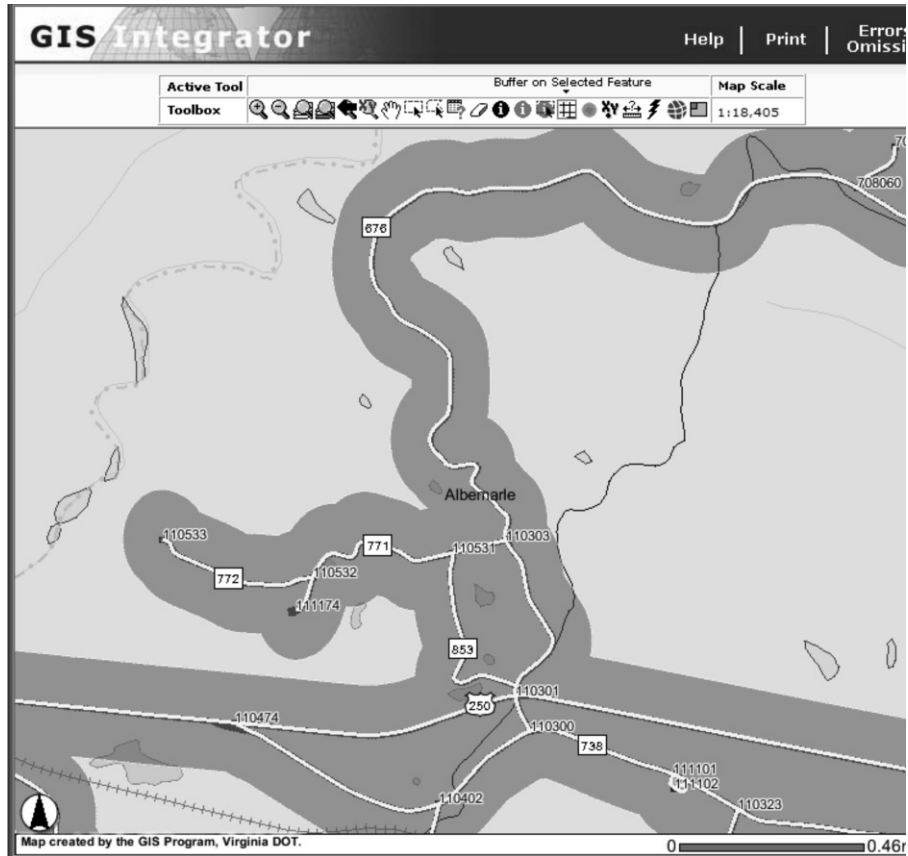 GIS Integrator
Help | Print | Errors
Omissi
Active Tool Buffer on Selected Feature Map Scale
Toolbox 1:18,405
70
708060
676
Albemarle
110533
771
110531
110303
772
110532
111174
853
110301
250
110474
110300
738
111101
111102
110402
110323
Map created by the GIS Program, Virginia DOT.
0 0.46m